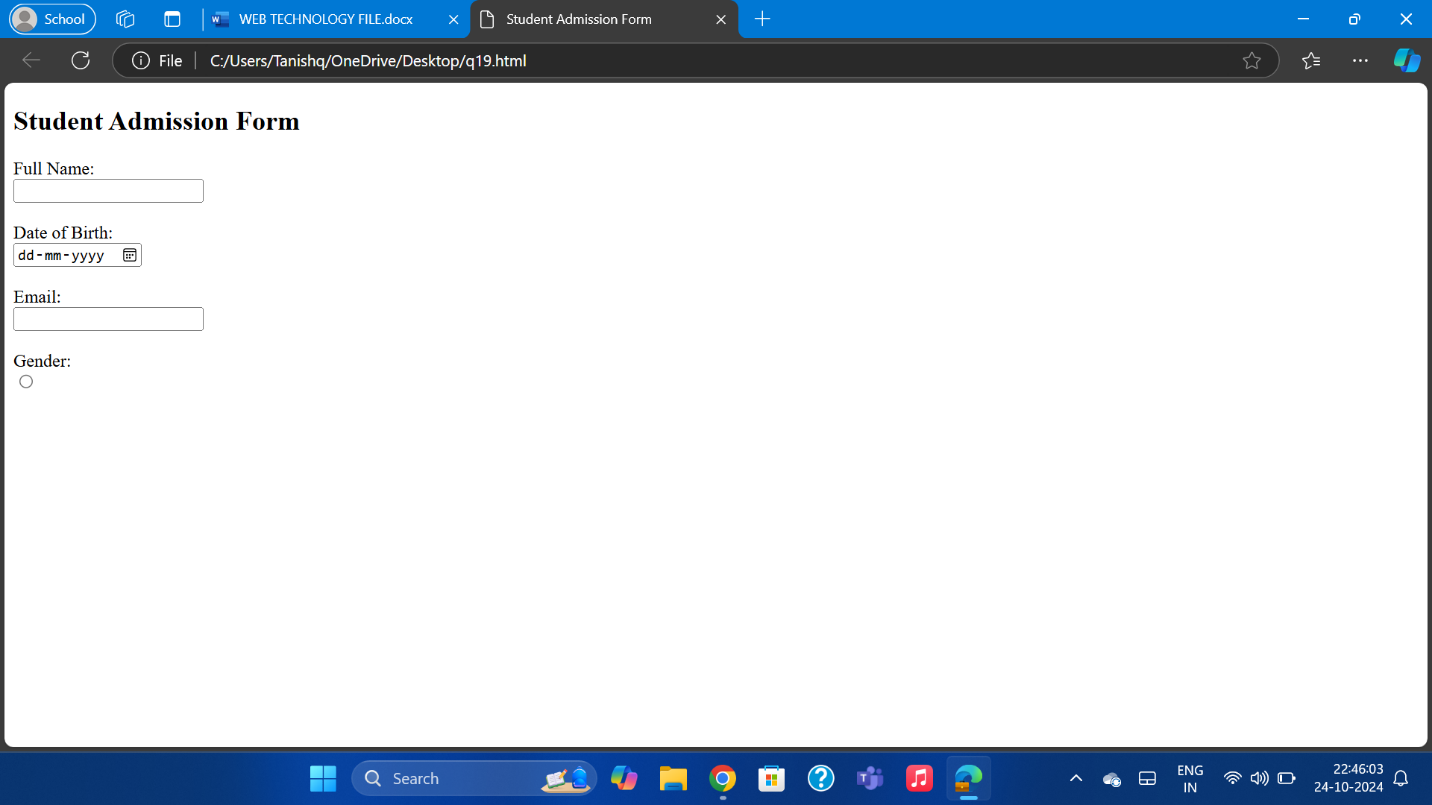 School
WEB TECHNOLOGY FILE.docx
Student Admission Form
File
C:/Users/Tanishq/OneDrive/Desktop/q19.html
Student Admission Form
Full Name:
Date of Birth:
dd-mm-yyyy
Email:
Gender:
Search
ENG
IN
22:46:03
24-10-2024